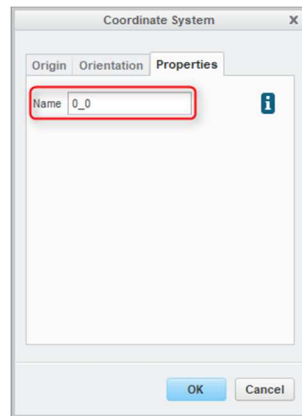 Coordinate System X
Origin Orientation Properties
Name 0_0
i
OK Cancel